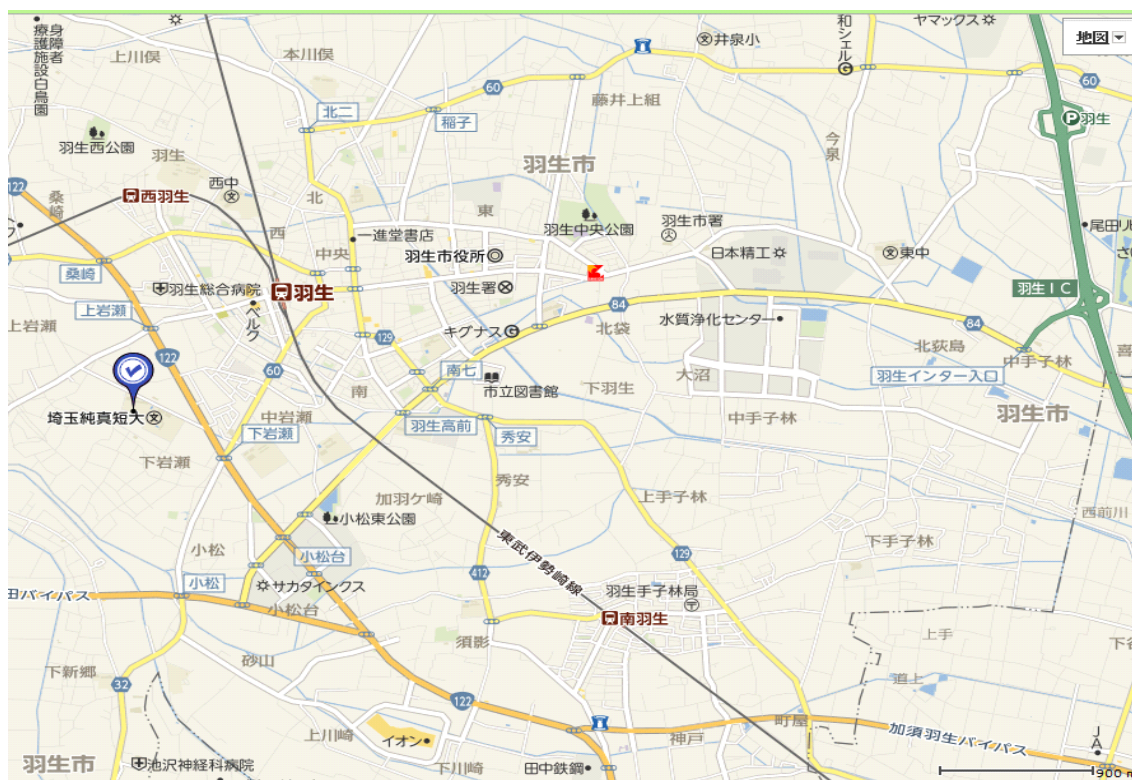 身障者
療護施設白鳥園
上川俣
本川俣
井泉小
和シェル
ヤマックス
地図
60
60
北二
稲子
藤井上組
羽生
羽生西公園
羽生
今泉
羽生市
122
桑崎
西中
西羽生
北
東
羽生市署
尾田リ
一進堂書店
羽生中央公園
西
中央
羽生市役所
日本精工
東中
桑崎
羽生総合病院
羽生
羽生署
羽生IC
上岩瀬
上岩瀬
ベルク
84
84
129
キグナス
北袋
水質浄化センター
北荻島
中手子林
喜
122
60
南
南七
市立図書館
下羽生
大沼
羽生インター入口
埼玉純真短大
中岩瀬
下岩瀬
羽生高前
秀安
中手子林
羽生市
下岩瀬
秀安
加羽ケ崎
上手子林
小松東公園
西前川
小松
小松台
東武伊勢崎線
129
下手子林
小松
サカタインクス
412
羽生手子林局
田バイパス
小松台
南羽生
須影
上手
下谷
下新郷
砂山
32
122
道上
上川崎
イオン
町屋
神戸
加須羽生バイパス
JA
羽生市
池沢神経科病院
下川崎
田中鉄鋼
900 m